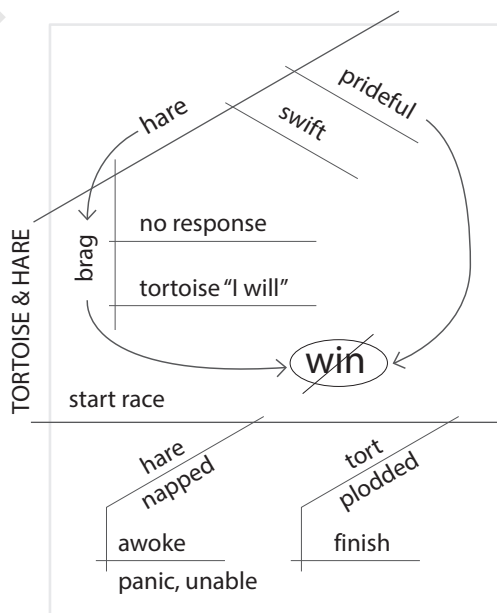 TORTOISE & HARE
hare
swift
prideful
brag
no response
tortoise “I will”
win
start race
hare
napped
tort
plodded
awoke
panic, unable
finish